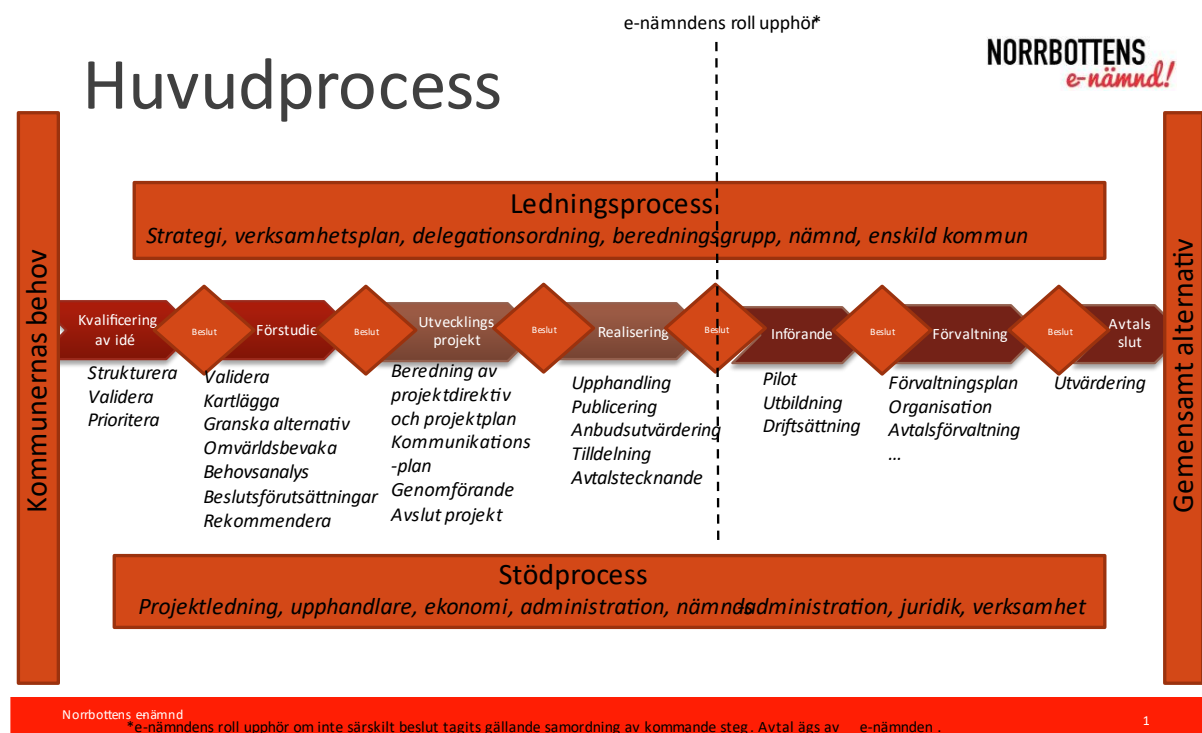 e-nämndens roll upphör*
NORRBOTTENS
e-nämnd!
Huvudprocess
Kommunernas behov
Ledningsprocess
Strategi, verksamhetsplan, delegationsordning, beredningsgrupp, nämnd, enskild kommun
Kvalificering
av idé
Beslut
Förstudie
Beslut
Utvecklings
projekt
Beslut
Realisering
Beslut
Införande
Beslut
Förvaltning
Beslut
Avtals
slut
Strukturera
Validera
Prioritera
Validera
Kartlägga
Granska alternativ
Omvärldsbevaka
Behovsanalys
Beslutsförutsättningar
Rekommendera
Beredning av
projektdirektiv
och projektplan
Kommunikations
-plan
Genomförande
Avslut projekt
Upphandling
Publicering
Anbudsutvärdering
Tilldelning
Avtalstecknande
Pilot
Utbildning
Driftsättning
Förvaltningsplan
Organisation
Avtalsförvaltning
...
Utvärdering
Gemensamt alternativ
Stödprocess
Projektledning, upphandlare, ekonomi, administration, nämnds-administration, juridik, verksamhet
Norrbottens enämnd
*e-nämndens roll upphör om inte särskilt beslut tagits gällande samordning av kommande steg. Avtal ägs av e-nämnden.
1